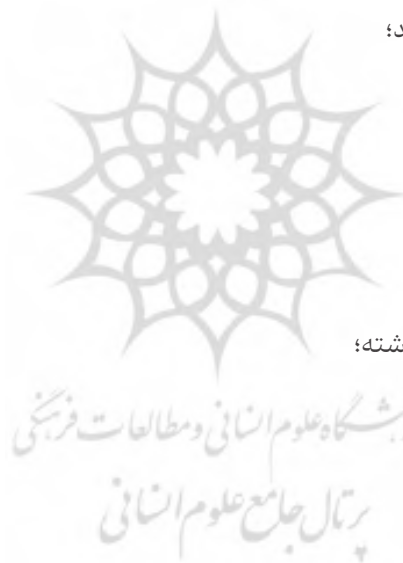 د؛
شته؛
شگاه علوم انسانی و مطالعات فرهنگی
پرتال جامع علوم انسانی